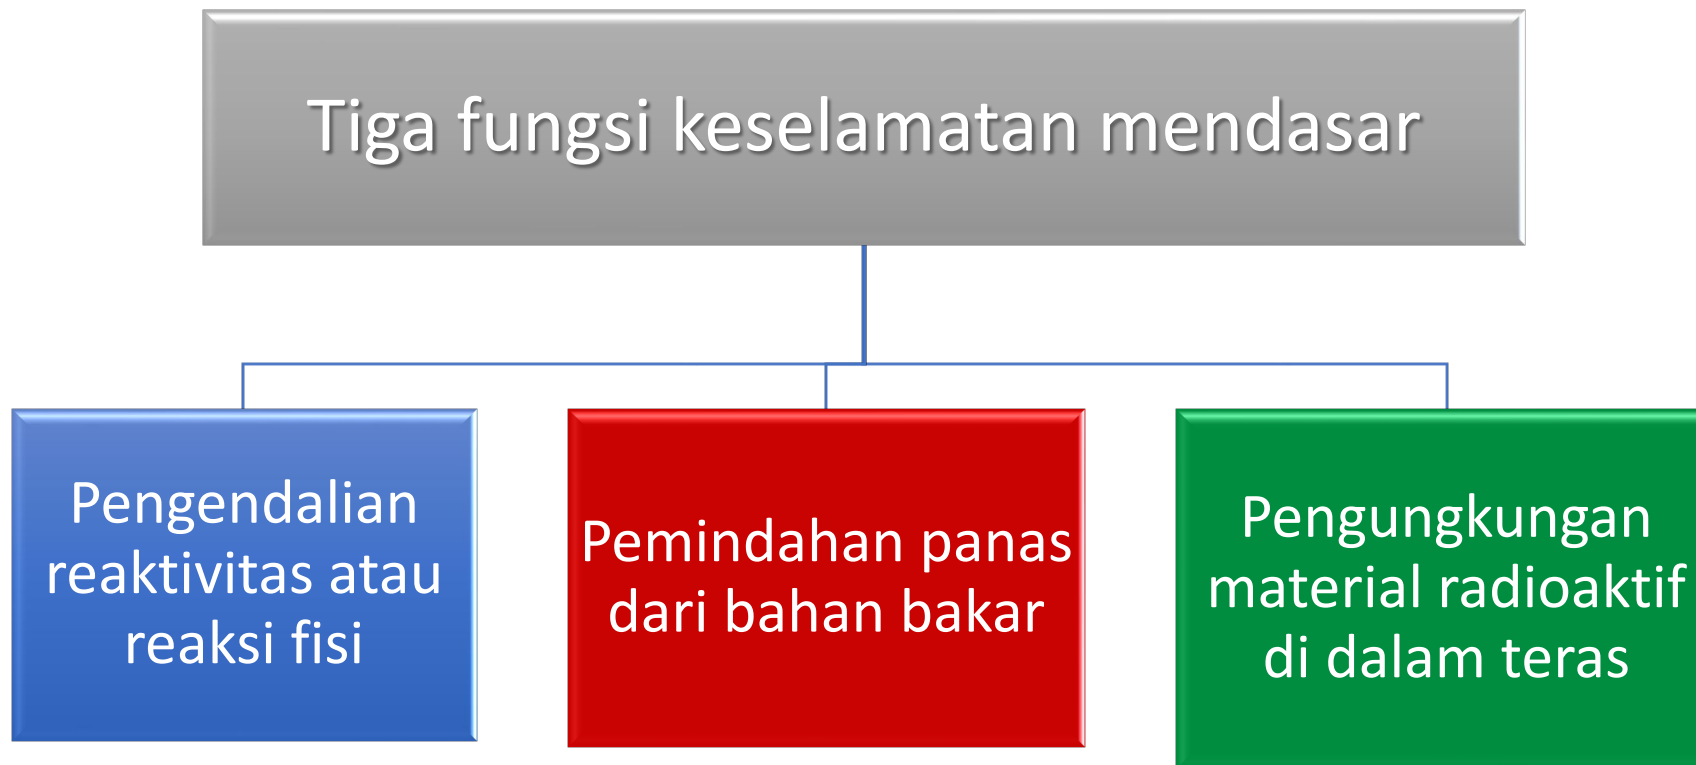 Tiga fungsi keselamatan mendasar
Pengendalian
reaktivitas atau
reaksi fisi
Pemindahan panas
dari bahan bakar
Pengungkungan
material radioaktif
di dalam teras